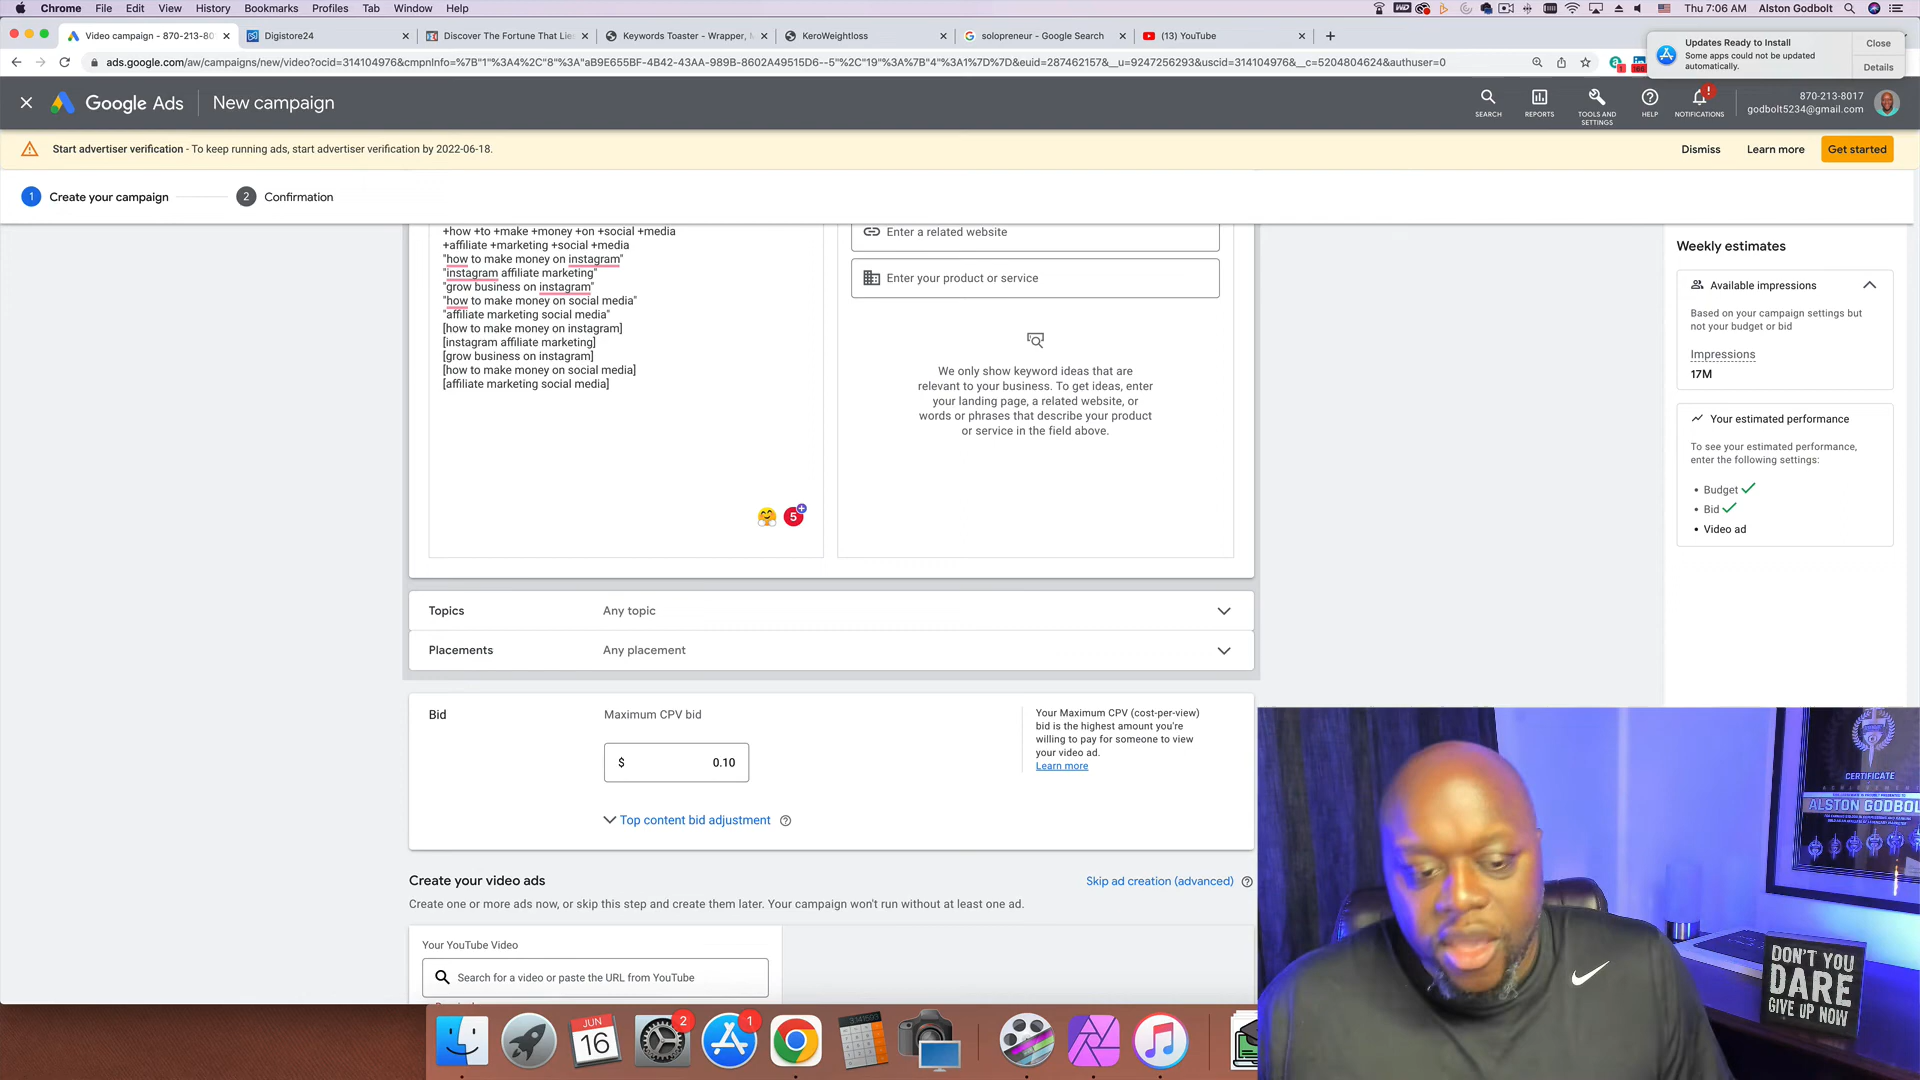 Chrome File Edit View History Bookmarks Profiles Tab Window Help
Thu 7:06 AM Alston Godbolt
Video campaign - 870-213-80
Digistore24
Discover The Fortune That Lies
Keywords Toaster - Wrapper, M
KeroWeightloss
solopreneur - Google Search
(13) YouTube
Updates Ready to Install
Some apps could not be updated automatically.
Close
Details
ads.google.com/aw/campaigns/new/video?ocid=314104976&cmpnInfo=%7B"1"%3A4%2C"8"%3A"aB9E655BF-4B42-43AA-989B-8602A49515D6--5"%2C"19"%3A%7B"4"%3A1%7D%7D&euid=287462157&__u=9247256293&uscid=314104976&__c=5204804624&authuser=0
Google Ads
New campaign
SEARCH
REPORTS
TOOLS AND SETTINGS
HELP
NOTIFICATIONS
870-213-8017
godbolt5234@gmail.com
Start advertiser verification - To keep running ads, start advertiser verification by 2022-06-18.
Dismiss
Learn more
Get started
1 Create your campaign
2 Confirmation
+how +to +make +money +on +social +media
+affiliate +marketing +social +media
"how to make money on instagram"
"instagram affiliate marketing"
"grow business on instagram"
"how to make money on social media"
"affiliate marketing social media"
[how to make money on instagram]
[instagram affiliate marketing]
[grow business on instagram]
[how to make money on social media]
[affiliate marketing social media]
5
Enter a related website
Enter your product or service
We only show keyword ideas that are
relevant to your business. To get ideas, enter
your landing page, a related website, or
words or phrases that describe your product
or service in the field above.
Weekly estimates
Available impressions
Based on your campaign settings but
not your budget or bid
Impressions
17M
Your estimated performance
To see your estimated performance,
enter the following settings:
• Budget
• Bid
• Video ad
Topics
Any topic
Placements
Any placement
Bid
Maximum CPV bid
$ 0.10
Top content bid adjustment
Your Maximum CPV (cost-per-view)
bid is the highest amount you're
willing to pay for someone to view
your video ad.
Learn more
Create your video ads
Skip ad creation (advanced)
Create one or more ads now, or skip this step and create them later. Your campaign won't run without at least one ad.
Your YouTube Video
Search for a video or paste the URL from YouTube
CERTIFICATE
ALSTON GODBOL
DON'T YOU
DARE
GIVE UP NOW
JUN
16
2
1